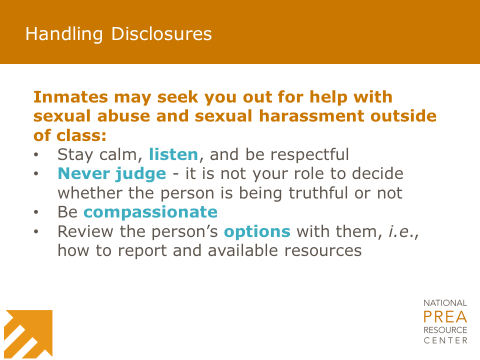 Handling Disclosures
Inmates may seek you out for help with
sexual abuse and sexual harassment outside
of class:
• Stay calm, listen, and be respectful
• Never judge - it is not your role to decide
whether the person is being truthful or not
• Be compassionate
• Review the person’s options with them, i.e.,
how to report and available resources
NATIONAL
PREA
RESOURCE
CENTER